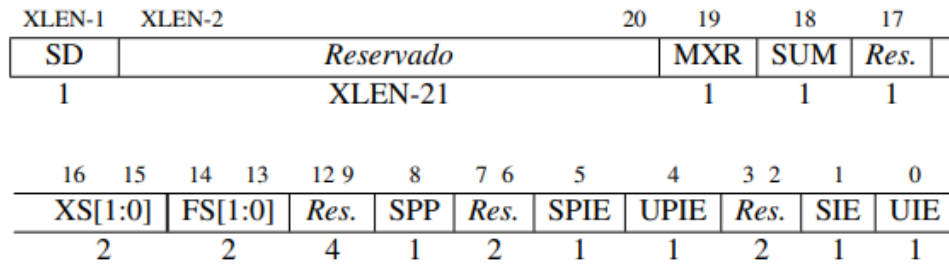 XLEN-1 XLEN-2 20 19 18 17
SD Reservado MXR SUM Res.
1 XLEN-21 1 1 1
16 15 14 13 12 9 8 7 6 5 4 3 2 1 0
XS[1:0] FS[1:0] Res. SPP Res. SPIE UPIE Res. SIE UIE
2 2 4 1 2 1 1 2 1 1